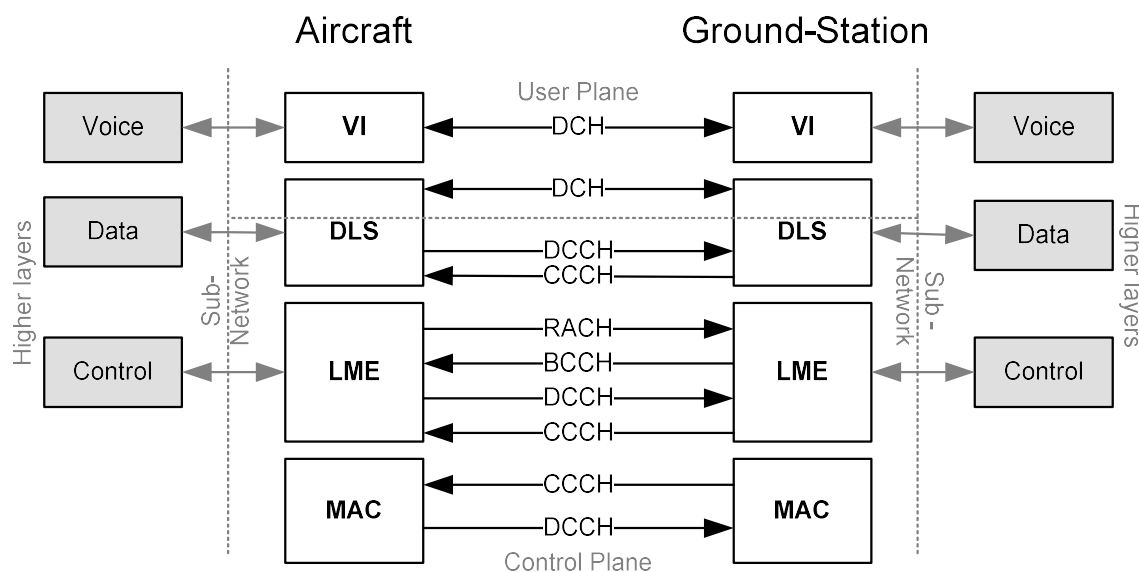 Aircraft
Ground-Station
User Plane
Voice
VI
DCH
VI
Voice
DCH
Data
DLS
DLS
Data
DCCH
CCCH
Higher layers
Sub-
Network
Network
Sub -
Higner layers
RACH
Control
LME
BCCH
LME
Control
DCCH
CCCH
CCCH
MAC
MAC
DCCH
Control Plane